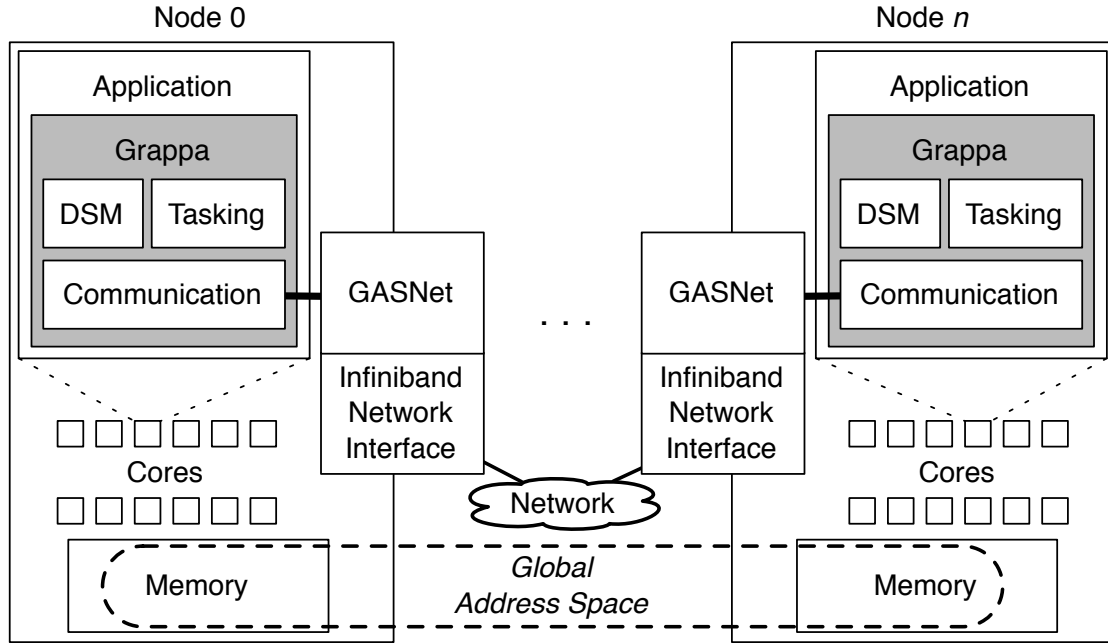 Node 0
Application
Grappa
DSM
Tasking
Communication
GASNet
Infiniband
Network
Interface
Cores
Memory
. . .
Network
Global
Address Space
Node n
Application
Grappa
DSM
Tasking
Communication
GASNet
Infiniband
Network
Interface
Cores
Memory